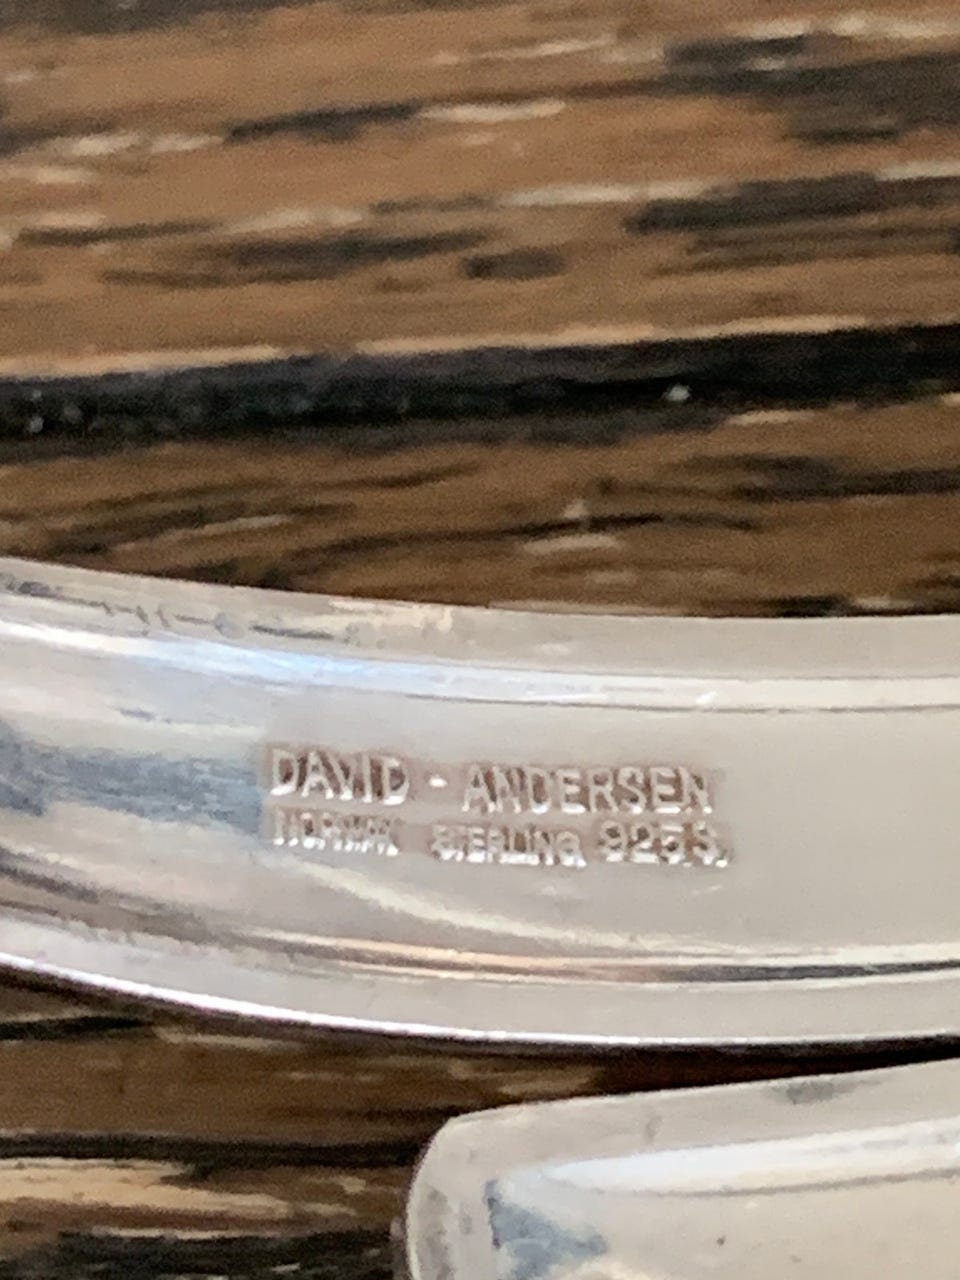 DAVID - ANDERSEN
NORWAY STERLING 925S.